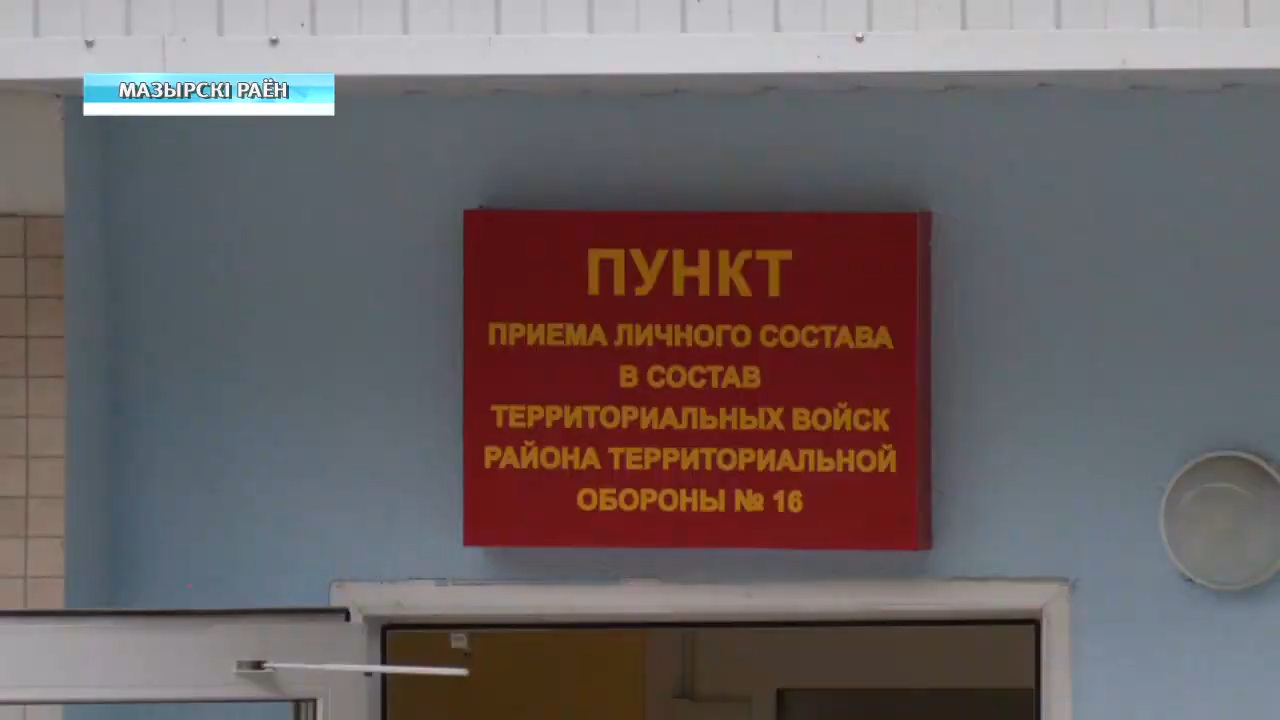 МАЗЫРСКІ РАЁН
ПУНКТ
ПРИЕМА ЛИЧНОГО СОСТАВА
В СОСТАВ
ТЕРРИТОРИАЛЬНЫХ ВОЙСК
РАЙОНА ТЕРРИТОРИАЛЬНОЙ
ОБОРОНЫ № 16